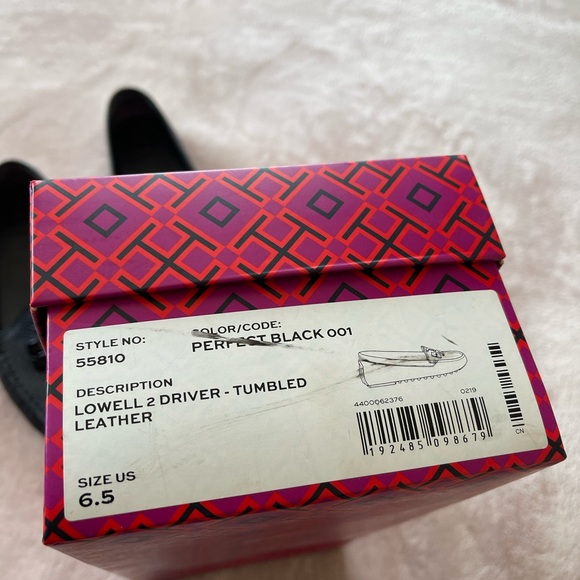 STYLE NO:
55810
COLOR/CODE:
PERFECT BLACK 001
DESCRIPTION
LOWELL 2 DRIVER - TUMBLED
LEATHER
SIZE US
6.5
4400062376 0219
192485098679
CN